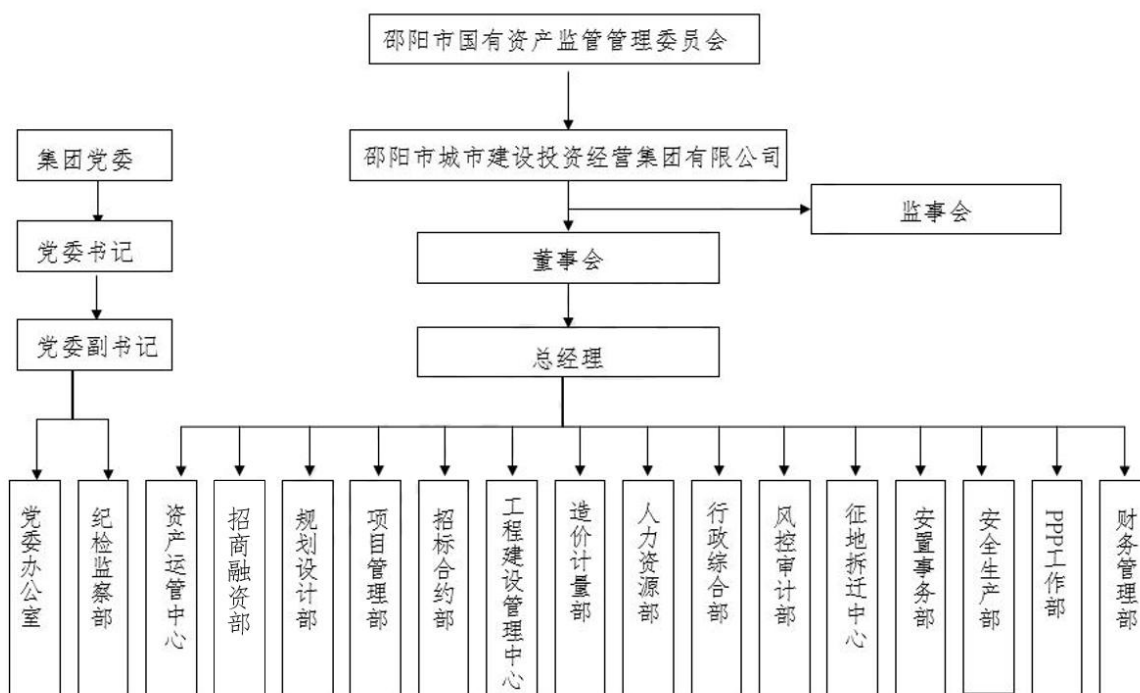 邵阳市国有资产监管管理委员会
集团党委
邵阳市城市建设投资经营集团有限公司
监事会
党委书记
董事会
党委副书记
总经理
党委办公室
纪检监察部
资产运管中心
招商融资部
规划设计部
项目管理部
招标合约部
工程建设管理中心
造价计量部
人力资源部
行政综合部
风控审计部
征地拆迁中心
安置事务部
安全生产部
PPP工作部
财务管理部